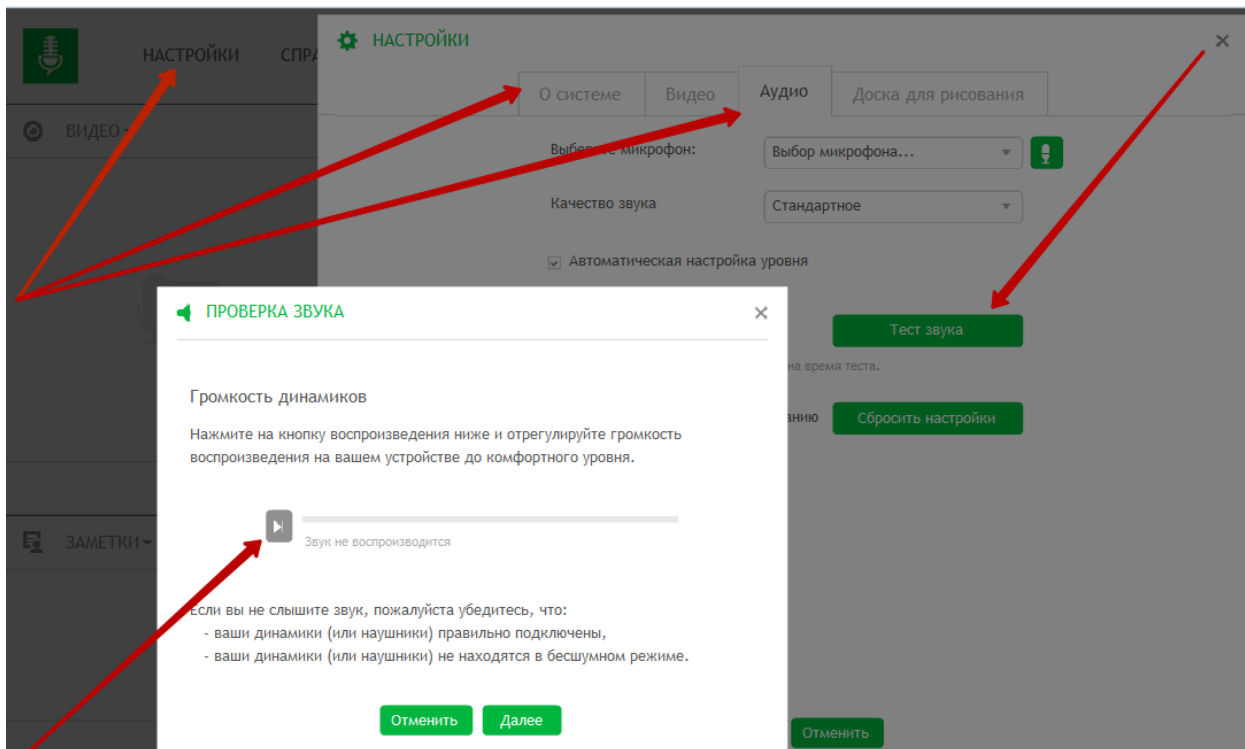 НАСТРОЙКИ СПРА
НАСТРОЙКИ
О системе Видео Аудио Доска для рисования
ВИДЕО
Выберите микрофон: Выбор микрофона...
Качество звука Стандартное
Автоматическая настройка уровня
ПРОВЕРКА ЗВУКА
Тест звука
на время теста.
Громкость динамиков
анию Сбросить настройки
Нажмите на кнопку воспроизведения ниже и отрегулируйте громкость
воспроизведения на вашем устройстве до комфортного уровня.
Звук не воспроизводится
ЗАМЕТКИ
Если вы не слышите звук, пожалуйста убедитесь, что:
- ваши динамики (или наушники) правильно подключены,
- ваши динамики (или наушники) не находятся в бесшумном режиме.
Отменить Далее
Отменить